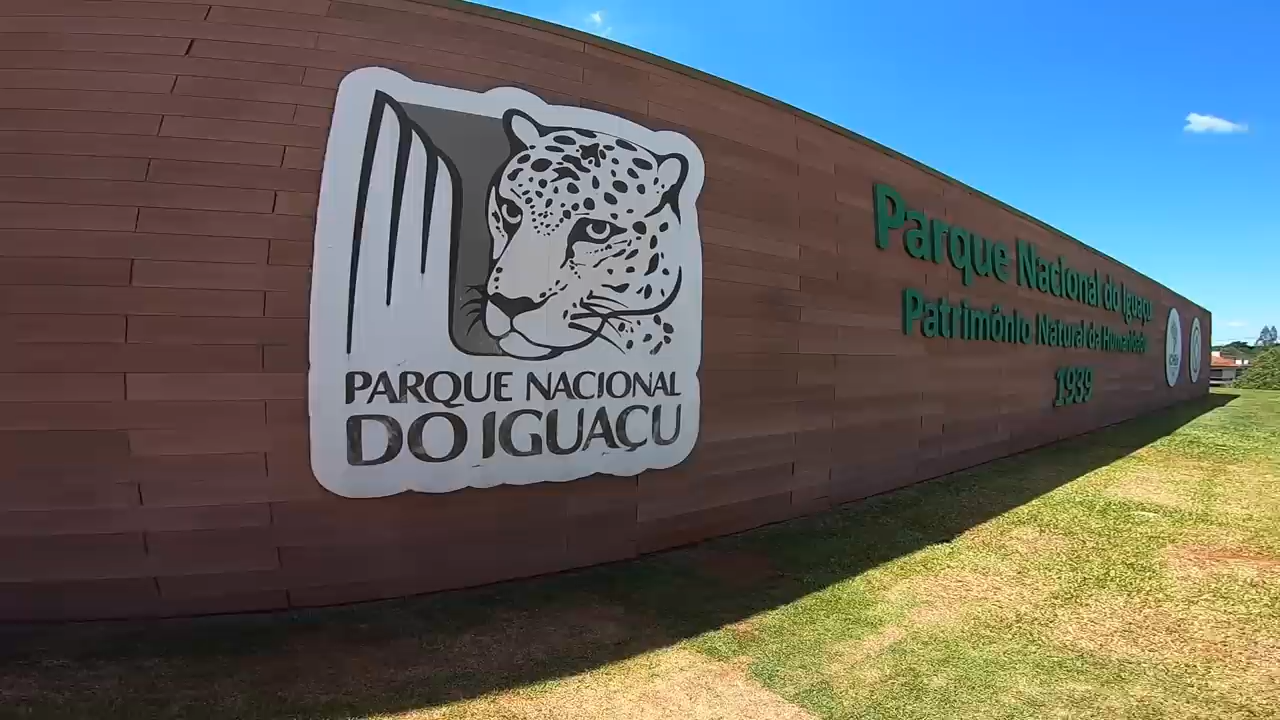 PARQUE NACIONAL
DO IGUAÇU
Parque Nacional do Iguaçu
Patrimônio Natural da Humanidade
1939